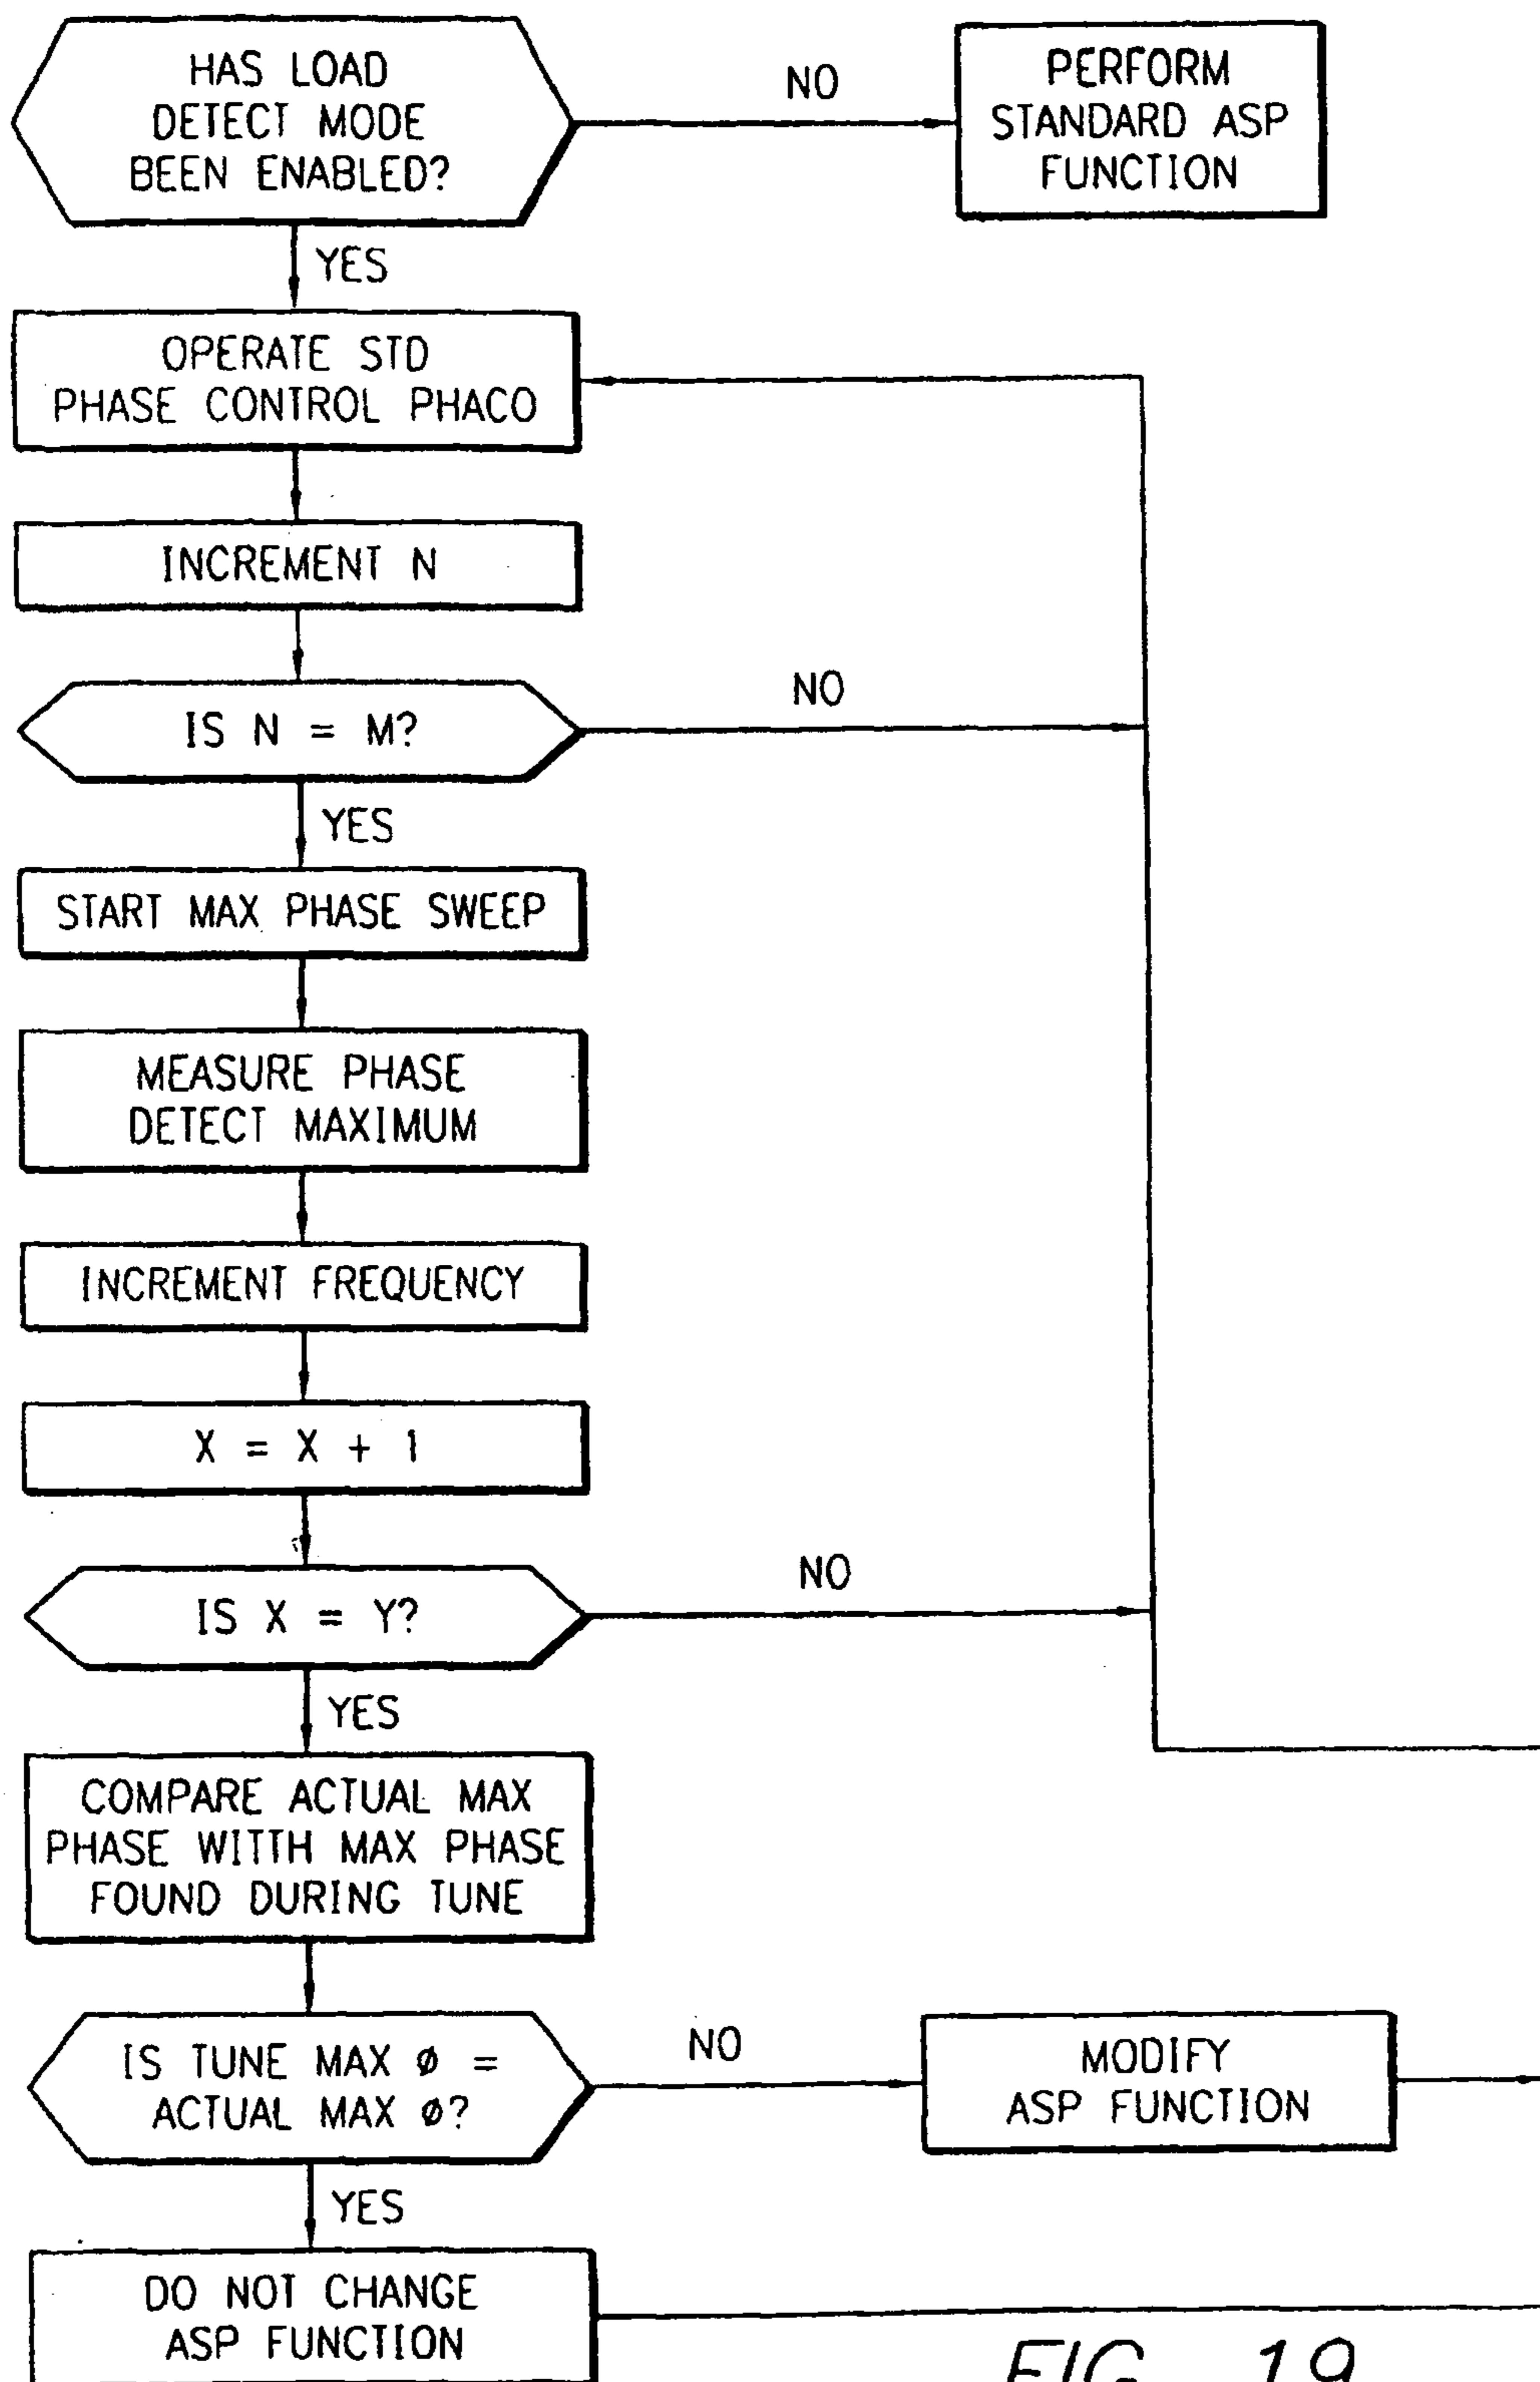 HAS LOAD
DETECT MODE
BEEN ENABLED?
NO
PERFORM
STANDARD ASP
FUNCTION
YES
OPERATE STD
PHASE CONTROL PHACO
INCREMENT N
IS N = M?
NO
YES
START MAX PHASE SWEEP
MEASURE PHASE
DETECT MAXIMUM
INCREMENT FREQUENCY
X = X + 1
IS X = Y?
NO
YES
COMPARE ACTUAL MAX
PHASE WITTH MAX PHASE
FOUND DURING TUNE
IS TUNE MAX ø =
ACTUAL MAX ø?
NO
MODIFY
ASP FUNCTION
YES
DO NOT CHANGE
ASP FUNCTION
FIG. 19